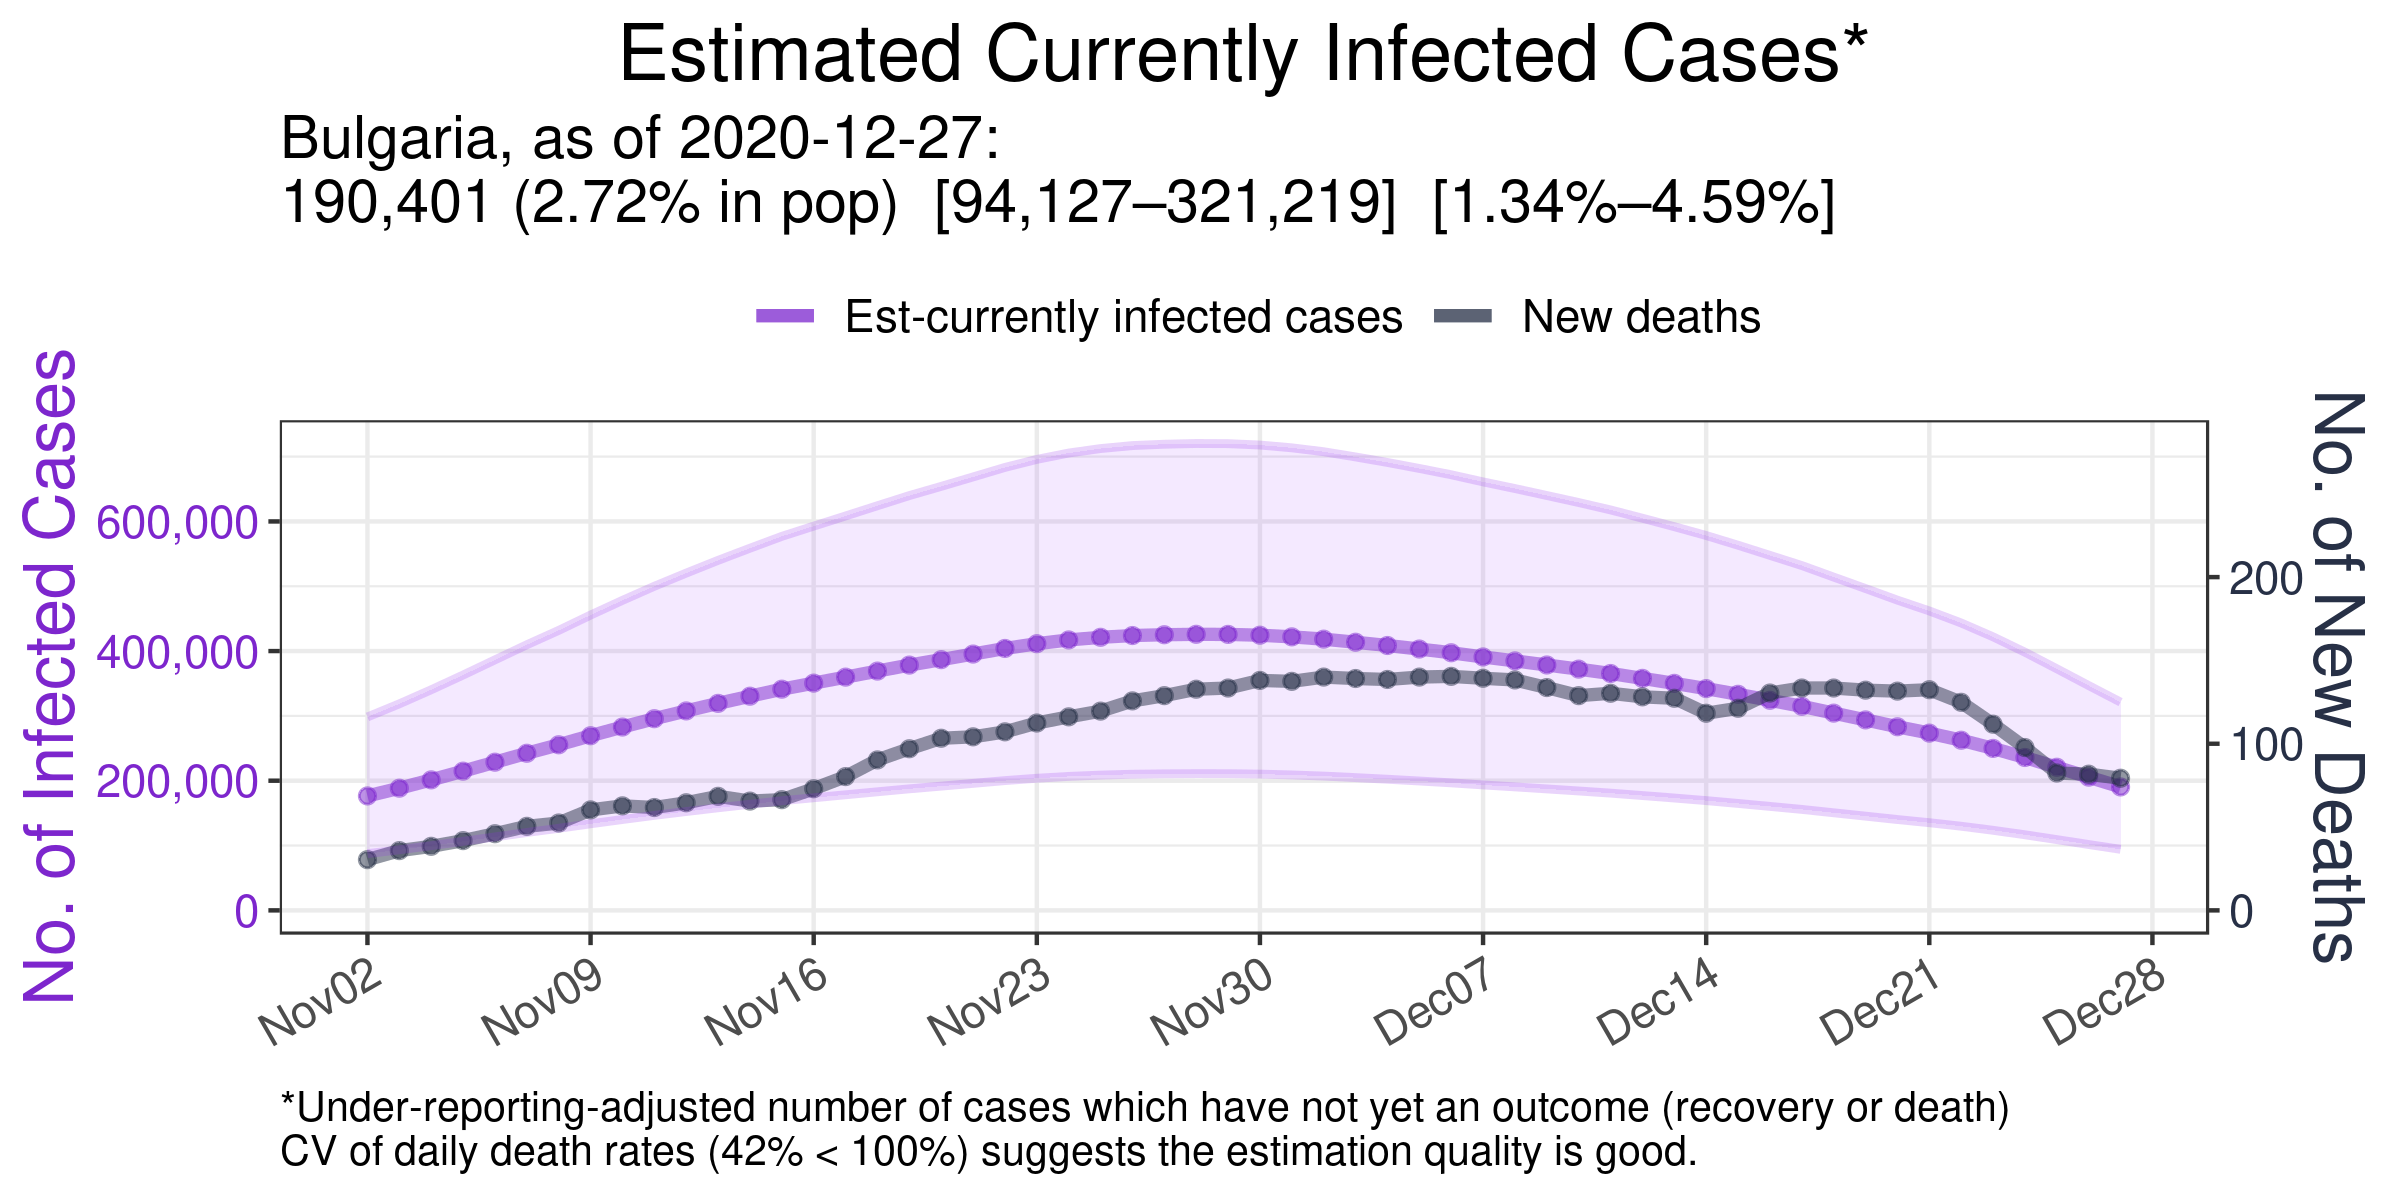 Estimated Currently Infected Cases*
Bulgaria, as of 2020-12-27:
190,401 (2.72% in pop)  [94,127–321,219]  [1.34%–4.59%]
Est-currently infected cases
New deaths
No. of Infected Cases
600,000
400,000
200,000
0
No. of New Deaths
200
100
0
Nov02
Nov09
Nov16
Nov23
Nov30
Dec07
Dec14
Dec21
Dec28
*Under-reporting-adjusted number of cases which have not yet an outcome (recovery or death)
CV of daily death rates (42% < 100%) suggests the estimation quality is good.